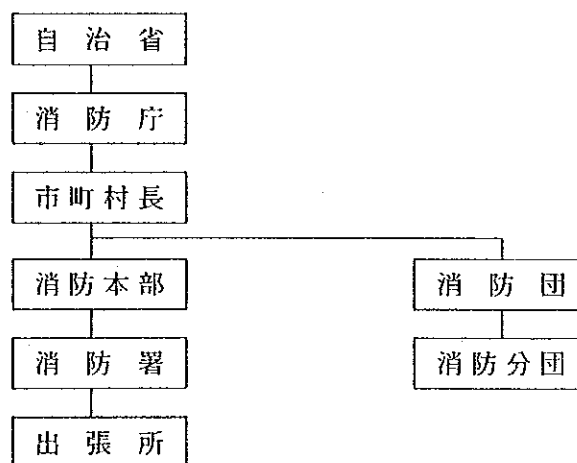 自治省
消防庁
市町村長
消防本部
消防団
消防署
消防分団
出張所